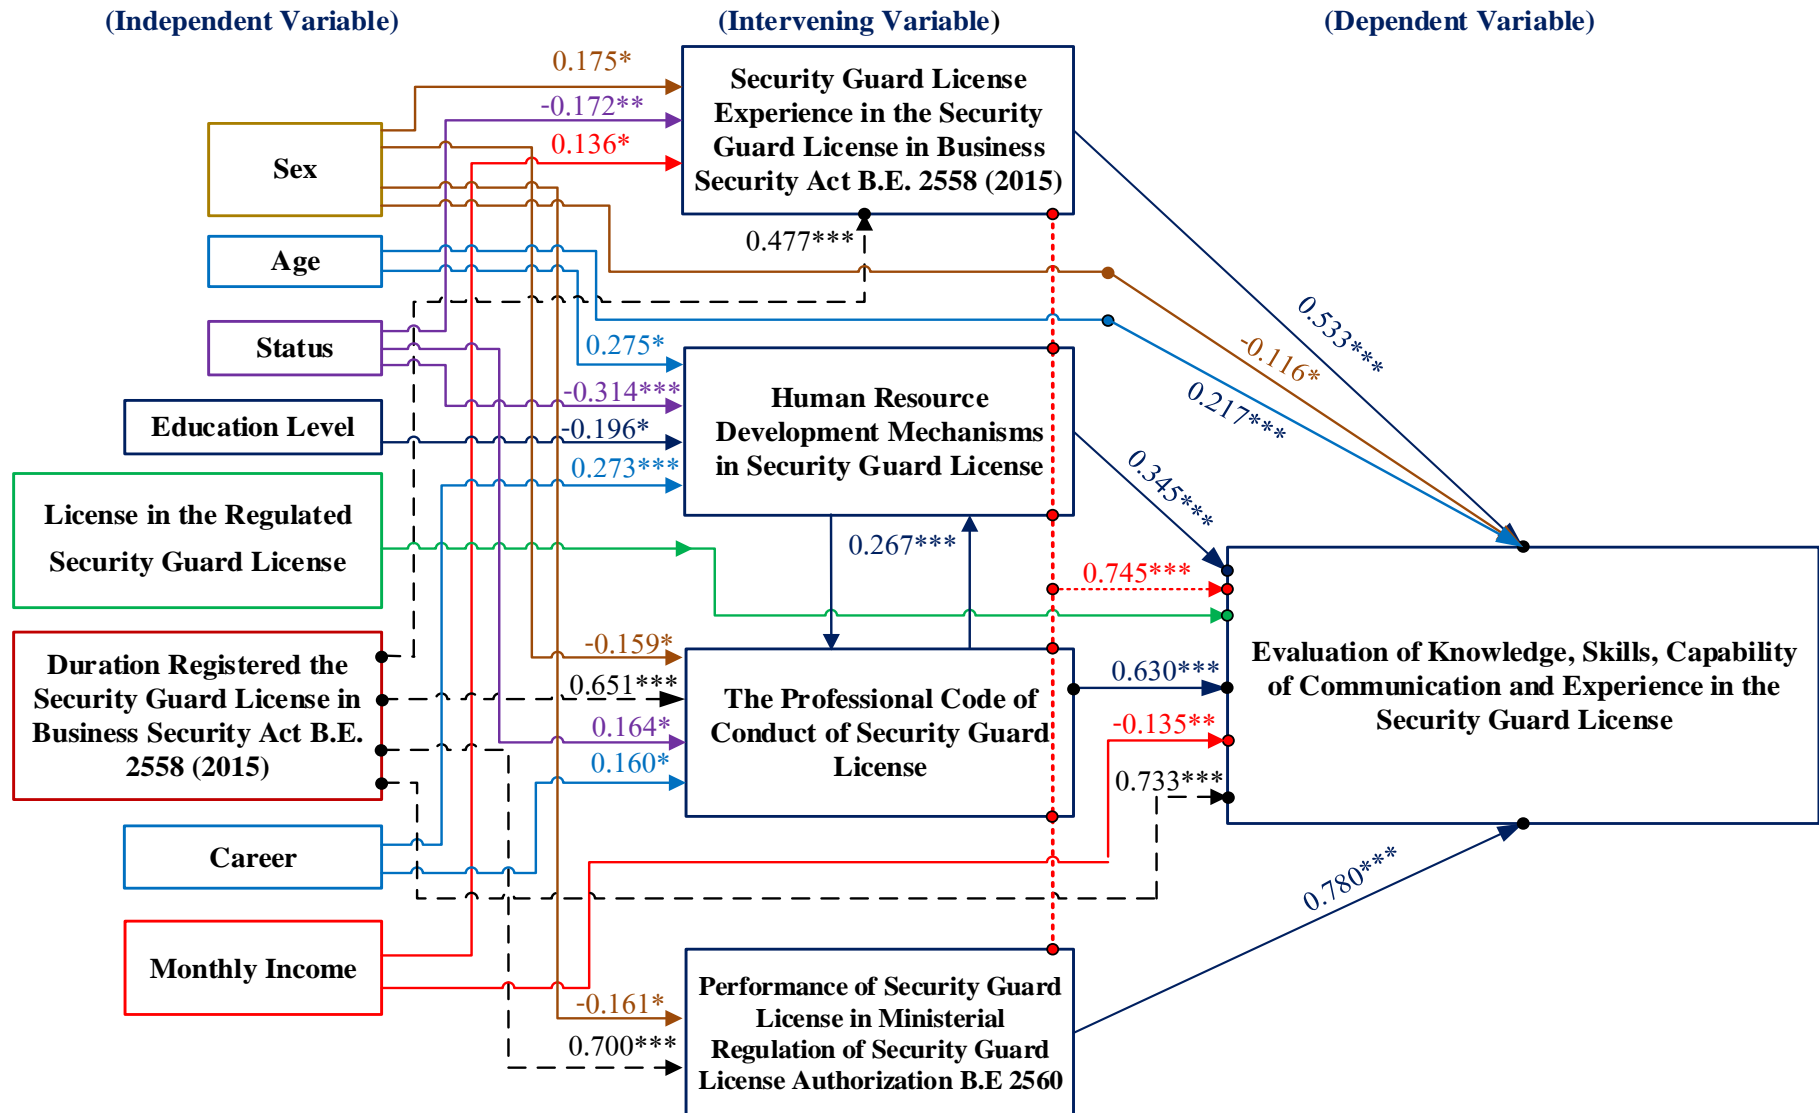 (Independent Variable)
(Intervening Variable)
(Dependent Variable)
Sex
Age
Status
Education Level
License in the Regulated
Security Guard License
Duration Registered the
Security Guard License in
Business Security Act B.E.
2558 (2015)
Career
Monthly Income
0.175*
-0.172**
0.136*
0.477***
0.275*
-0.314***
-0.196*
0.273***
0.267***
-0.159*
0.651***
0.164*
0.160*
-0.161*
0.700***
Security Guard License
Experience in the Security
Guard License in Business
Security Act B.E. 2558 (2015)
Human Resource
Development Mechanisms
in Security Guard License
The Professional Code of
Conduct of Security Guard
License
Performance of Security Guard
License in Ministerial
Regulation of Security Guard
License Authorization B.E 2560
0.533***
-0.116*
0.217***
0.345***
0.745***
0.630***
-0.135**
0.733***
0.780***
Evaluation of Knowledge, Skills, Capability
of Communication and Experience in the
Security Guard License